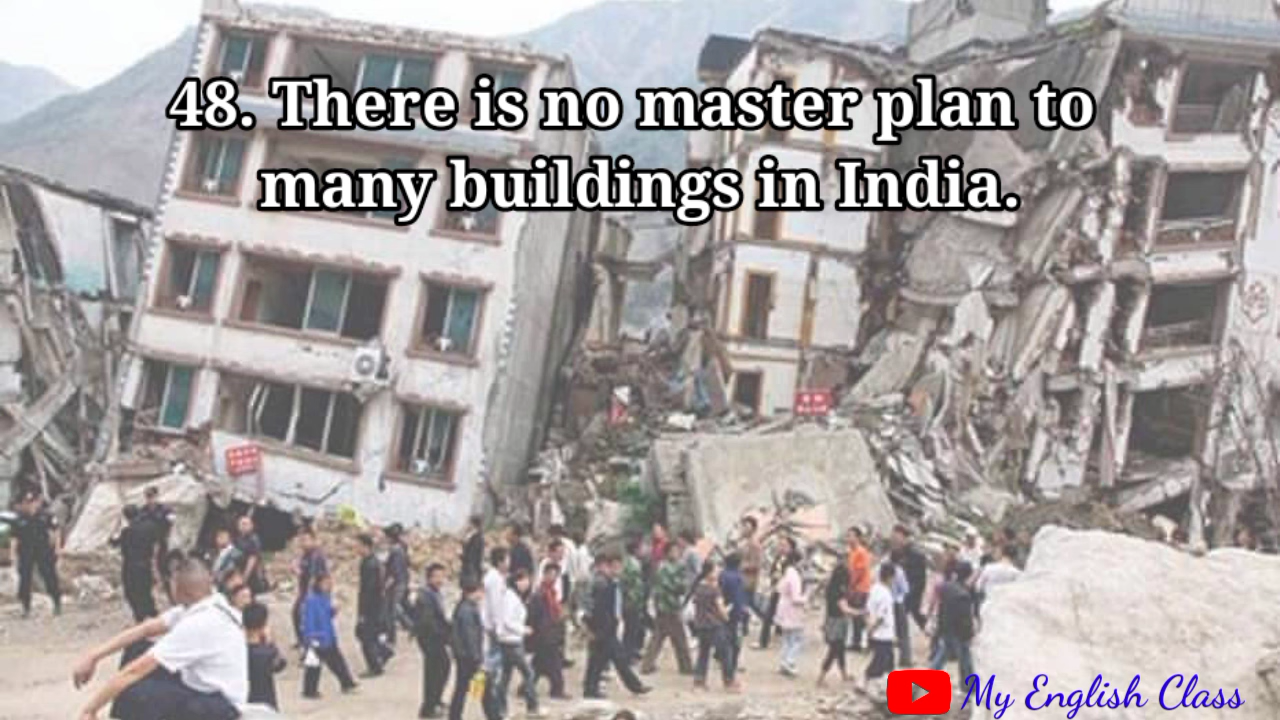 48. There is no master plan to
many buildings in India.
My English Class